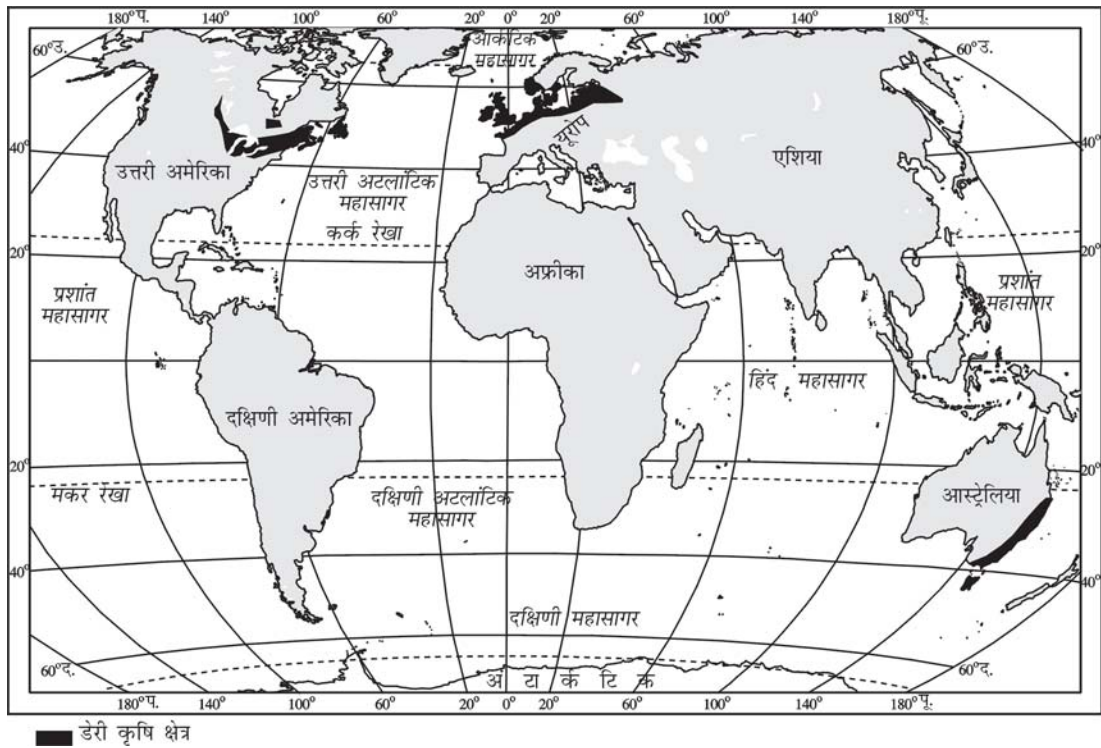 180°प. 140° 100° 60° 20° 0° 20° 60° 100° 140° 180°पू.
आर्कटिक
महासागर
60°उ. 60°उ.
यूरोप
एशिया
40° 40°
उत्तरी अमेरिका
उत्तरी अटलांटिक
महासागर
कर्क रेखा
20° 20°
अफ्रीका
प्रशांत
महासागर
प्रशांत
महासागर
0° 0°
हिंद महासागर
दक्षिणी अमेरिका
20° 20°
मकर रेखा
दक्षिणी अटलांटिक
महासागर
आस्ट्रेलिया
40° 40°
दक्षिणी महासागर
60°द. 60°द.
अंटार्कटिक
180°प. 140° 100° 60° 20° 0° 20° 60° 100° 140° 180°पू.
डेरी कृषि क्षेत्र